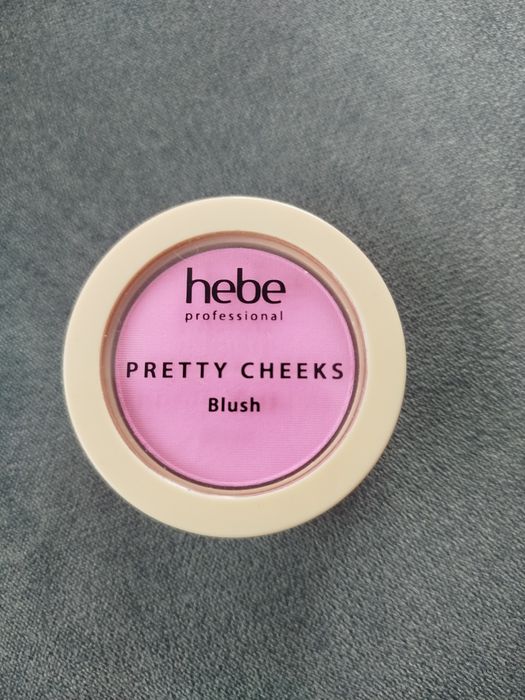 hebe
professional
PRETTY CHEEKS
Blush